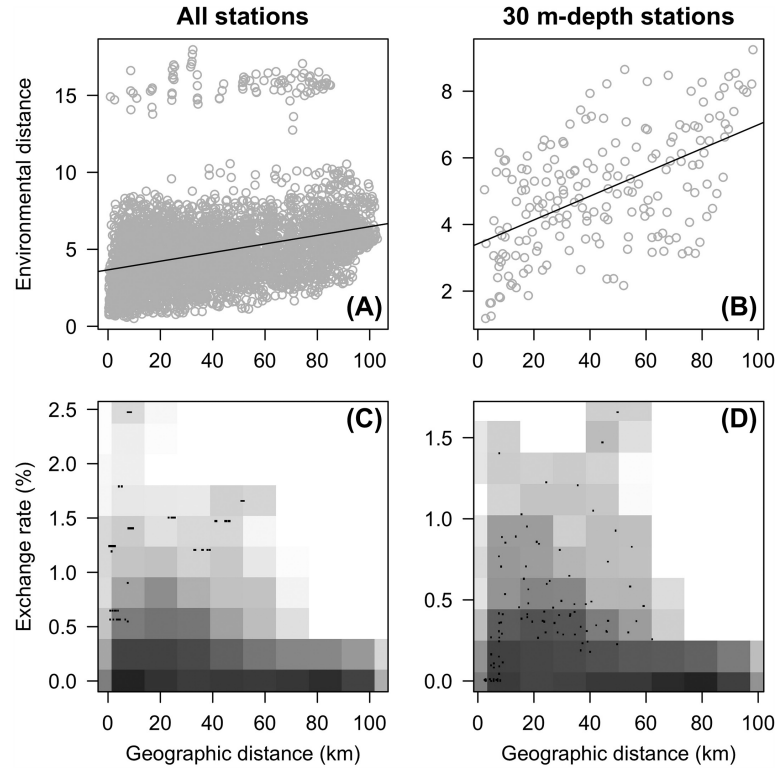 All stations
30 m-depth stations
Environmental distance
15
10
5
0
(A)
0 20 40 60 80 100
8
6
4
2
(B)
0 20 40 60 80 100
Exchange rate (%)
2.5
2.0
1.5
1.0
0.5
0.0
(C)
0 20 40 60 80 100
Geographic distance (km)
1.5
1.0
0.5
0.0
(D)
0 20 40 60 80 100
Geographic distance (km)